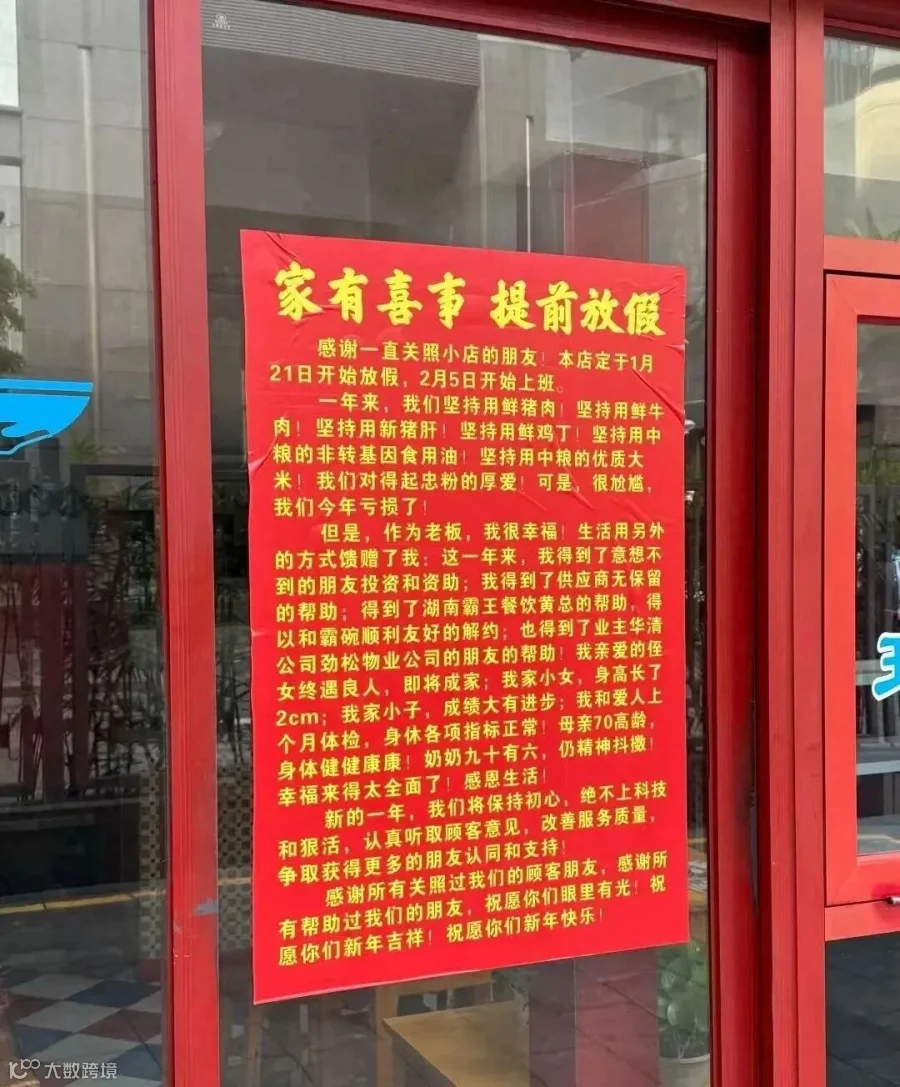 家有喜事 提前放假
感谢一直关照小店的朋友！本店定于1月
21日开始放假，2月5日开始上班。
一年来，我们坚持用鲜猪肉！坚持用鲜牛
肉！坚持用新猪肝！坚持用鲜鸡丁！坚持用中
粮的非转基因食用油！坚持用中粮的优质大
米！我们对得起忠粉的厚爱！可是，很尬尴，
我们今年亏损了！
但是，作为老板，我很幸福！生活用另外
的方式馈赠了我：这一年来，我得到了意想不
到的朋友投资和资助；我得到了供应商无保留
的帮助；得到了湖南霸王餐饮黄总的帮助，得
以和霸碗顺利友好的解约；也得到了业主华清
公司劲松物业公司的朋友的帮助！我亲爱的侄
女终遇良人，即将成家；我家小女，身高长了
2cm；我家小子，成绩大有进步；我和爱人上
个月体检，身休各项指标正常！母亲70高龄，
身体健健康康！奶奶九十有六，仍精神抖擞！
幸福来得太全面了！感恩生活！
新的一年，我们将保持初心，绝不上科技
和狠活，认真听取顾客意见，改善服务质量，
争取获得更多的朋友认同和支持！
感谢所有关照过我们的顾客朋友，感谢所
有帮助过我们的朋友，祝愿你们眼里有光！祝
愿你们新年吉祥！祝愿你们新年快乐！
大数跨境